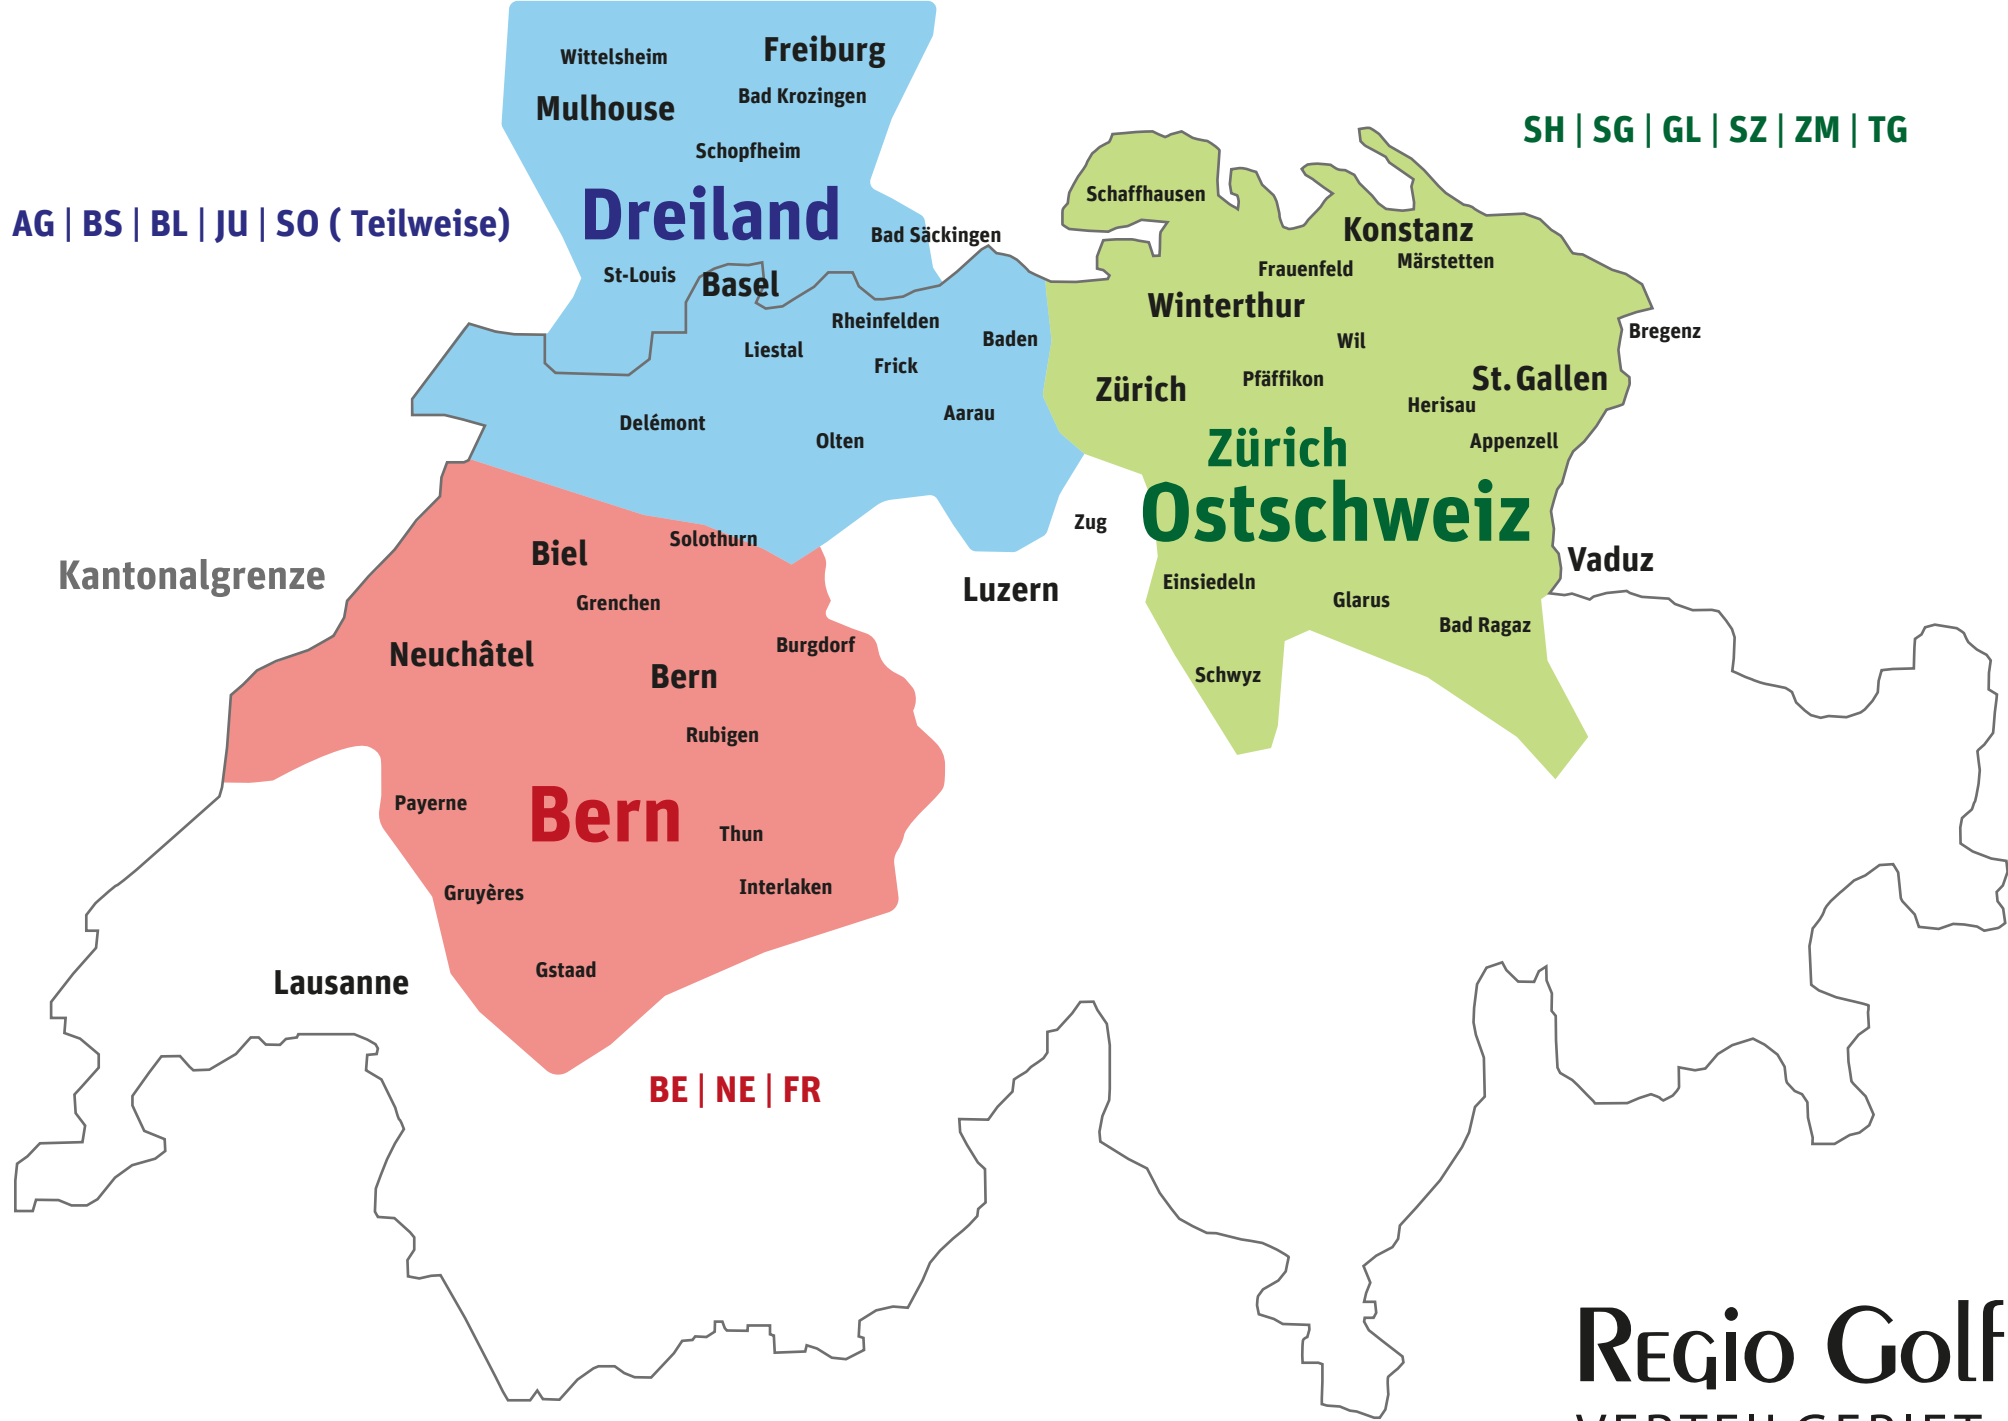 Wittelsheim
Freiburg
Bad Krozingen
Mulhouse
Schopfheim
SH | SG | GL | SZ | ZM | TG
AG | BS | BL | JU | SO ( Teilweise)
Dreiland
Bad Säckingen
St-Louis
Basel
Rheinfelden
Baden
Liestal
Frick
Aarau
Delémont
Olten
Schaffhausen
Konstanz
Frauenfeld
Märstetten
Winterthur
Wil
Bregenz
Zürich
Pfäffikon
St. Gallen
Herisau
Appenzell
Zürich
Ostschweiz
Zug
Vaduz
Einsiedeln
Glarus
Bad Ragaz
Schwyz
Luzern
Kantonalgrenze
Solothurn
Biel
Grenchen
Burgdorf
Neuchâtel
Bern
Rubigen
Payerne
Bern
Thun
Gruyères
Interlaken
Gstaad
Lausanne
BE | NE | FR
Regio Golf
VERTEILGEBIET